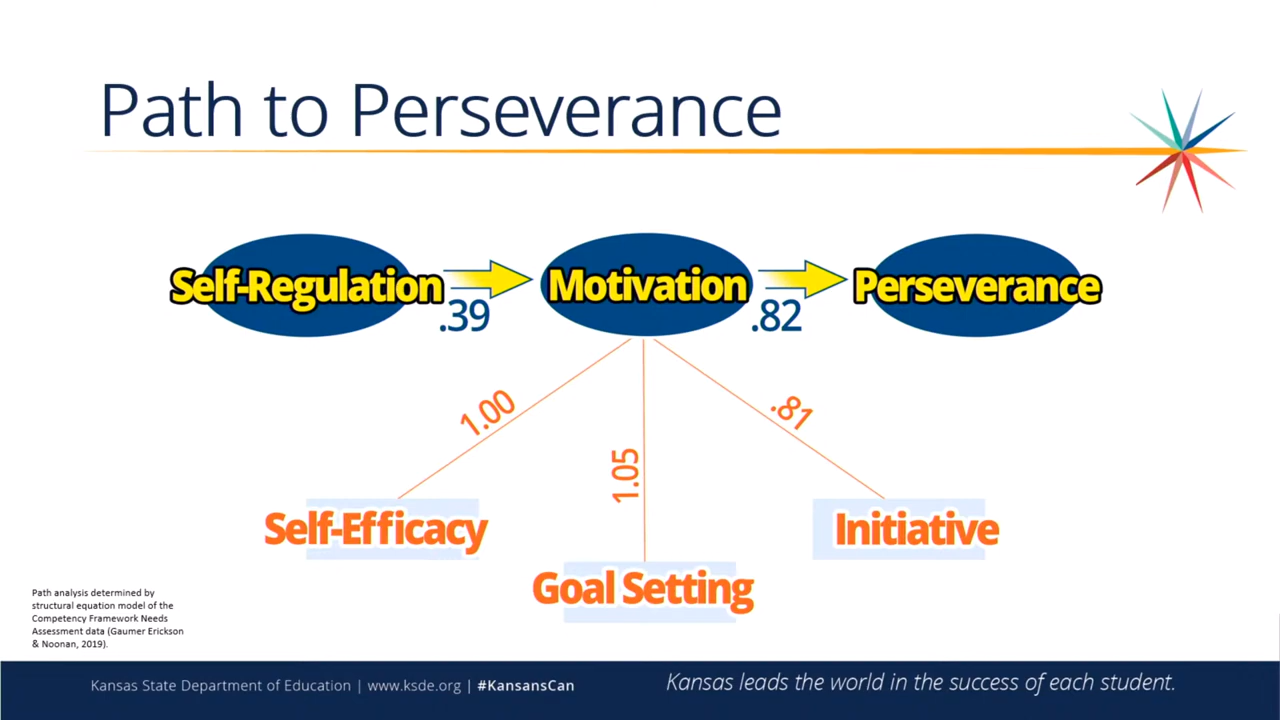 Path to Perseverance
Self-Regulation
Motivation
Perseverance
.39
.82
1.00
1.05
.81
Self-Efficacy
Initiative
Goal Setting
Path analysis determined by
structural equation model of the
Competency Framework Needs
Assessment data (Gaumer Erickson
& Noonan, 2019).
Kansas State Department of Education | www.ksde.org | #KansansCan
Kansas leads the world in the success of each student.